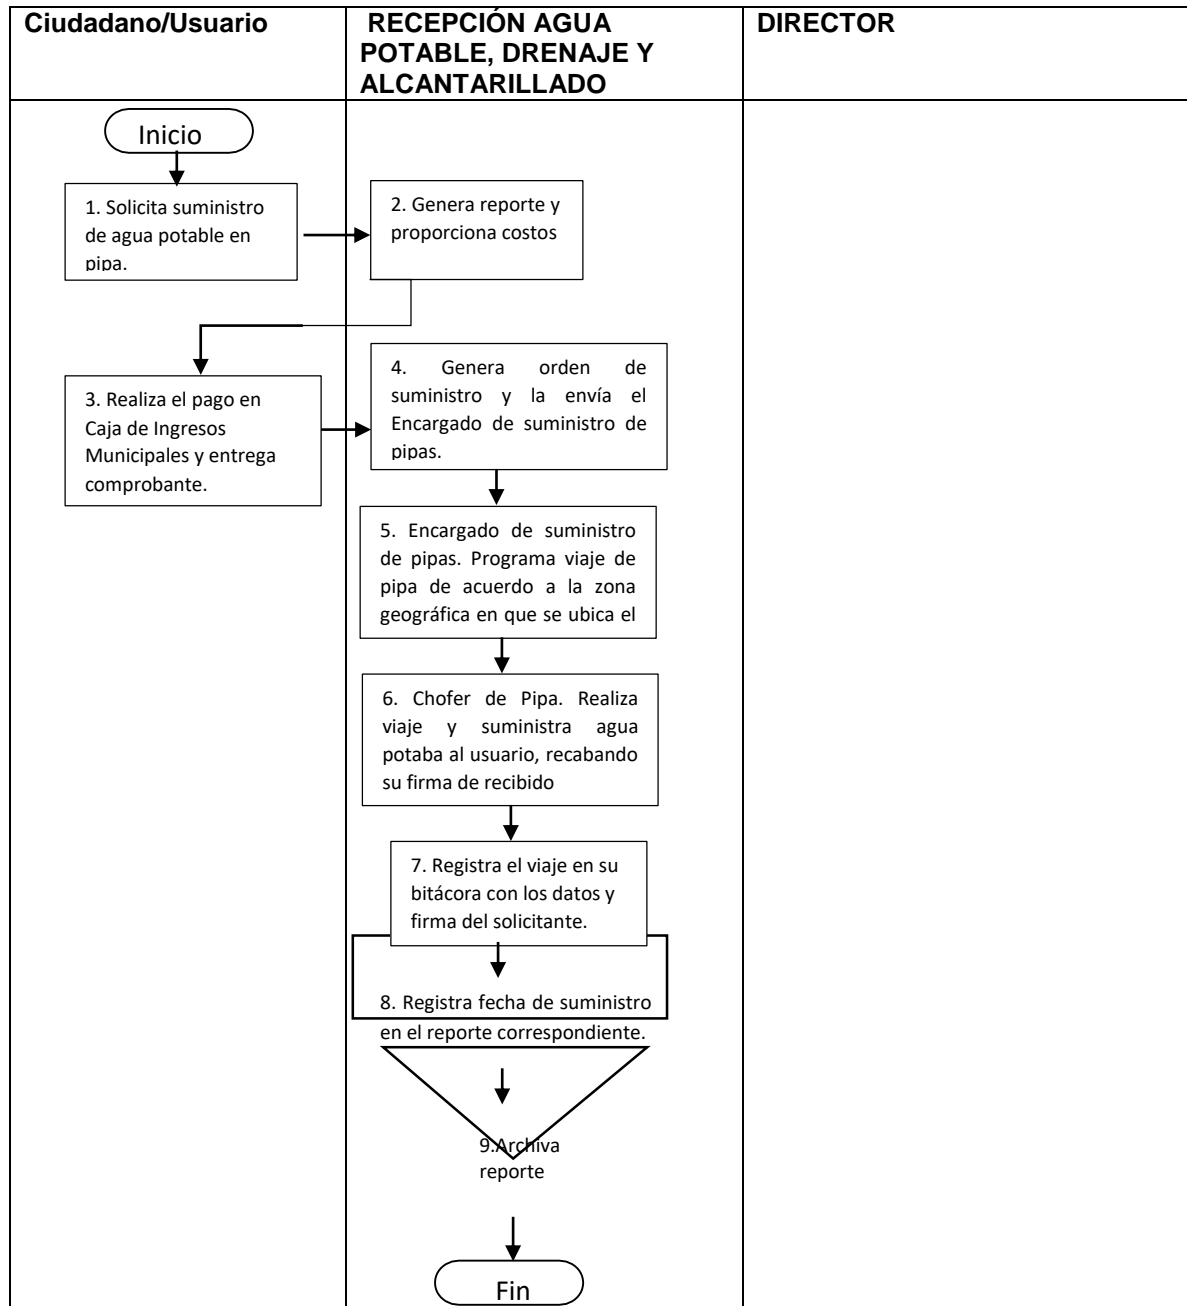 Ciudadano/Usuario
RECEPCIÓN AGUA
POTABLE, DRENAJE Y
ALCANTARILLADO
DIRECTOR
Inicio
1. Solicita suministro
de agua potable en
pipa.
2. Genera reporte y
proporciona costos
3. Realiza el pago en
Caja de Ingresos
Municipales y entrega
comprobante.
4. Genera orden de
suministro y la envía el
Encargado de suministro de
pipas.
5. Encargado de suministro
de pipas. Programa viaje de
pipa de acuerdo a la zona
geográfica en que se ubica el
6. Chofer de Pipa. Realiza
viaje y suministra agua
potaba al usuario, recabando
su firma de recibido
7. Registra el viaje en su
bitácora con los datos y
firma del solicitante.
8. Registra fecha de suministro
en el reporte correspondiente.
9.Archiva
reporte
Fin